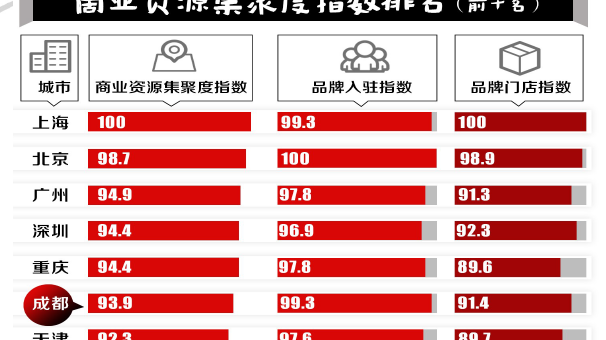 商业资源集聚度指数排名(前十名)
城市 商业资源集聚度指数 品牌入驻指数 品牌门店指数
上海 100 99.3 100
北京 98.7 100 98.9
广州 94.9 97.8 91.3
深圳 94.4 96.9 92.3
重庆 94.4 97.8 89.6
成都 93.9 99.3 91.4
天津 92.3 97.6 89.7